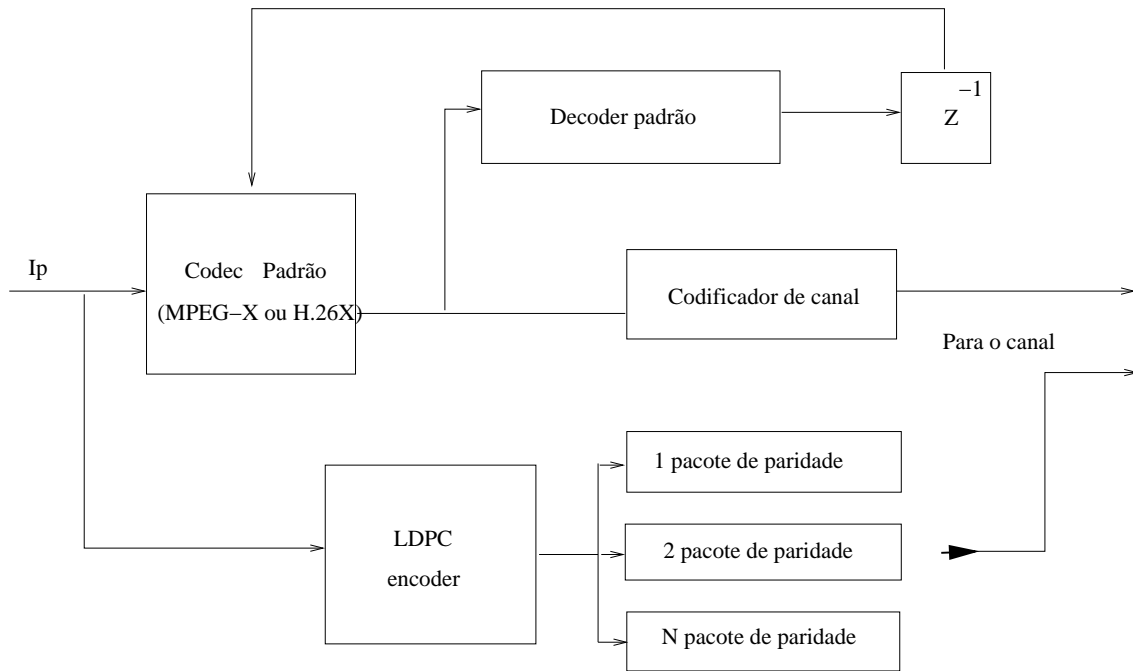 −1
Z
Decoder padrão
Ip
Codec Padrão
(MPEG−X ou H.26X)
Codificador de canal
Para o canal
1 pacote de paridade
LDPC
encoder
2 pacote de paridade
N pacote de paridade